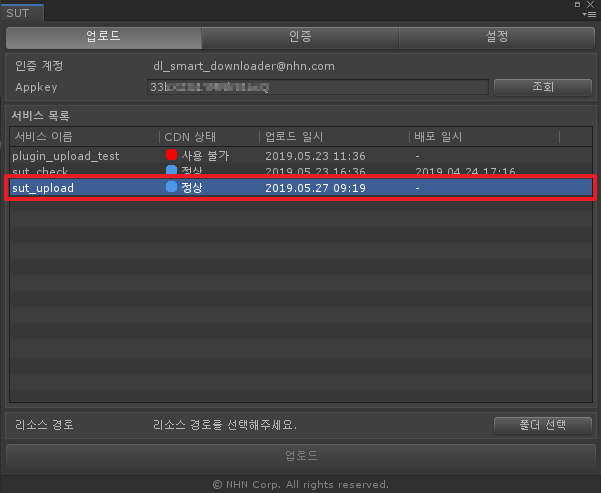 SUT
업로드 인증 설정
인증 계정 dl_smart_downloader@nhn.com
Appkey 조회
서비스 목록
서비스 이름 CDN 상태 업로드 일시 배포 일시
plugin_upload_test 사용 불가 2019.05.23 11:36 -
sut_check 정상 2019.05.23 16:36 2019.04.24 17:16
sut_upload 정상 2019.05.27 09:19 -
리소스 경로 리소스 경로를 선택해주세요. 폴더 선택
업로드
© NHN Corp. All rights reserved.